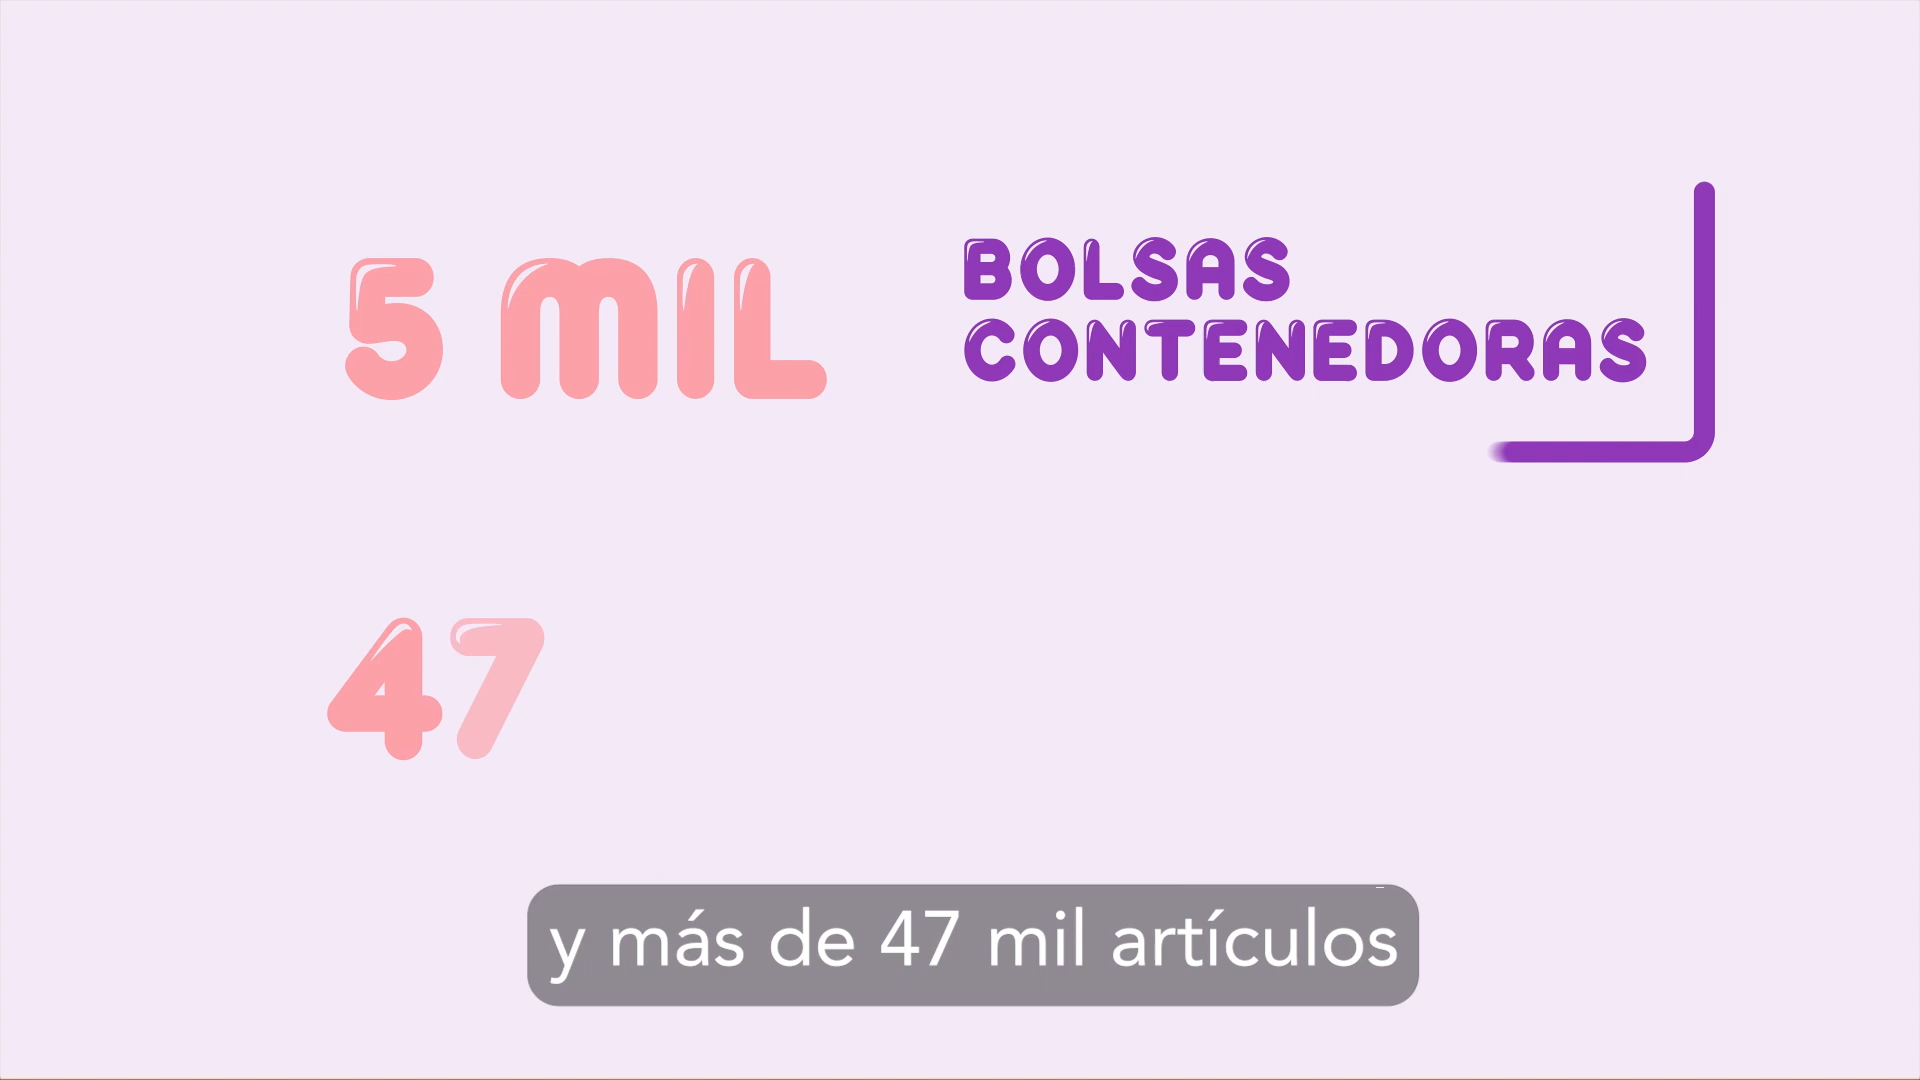 5 MIL
BOLSAS
CONTENEDORAS
47
y más de 47 mil artículos